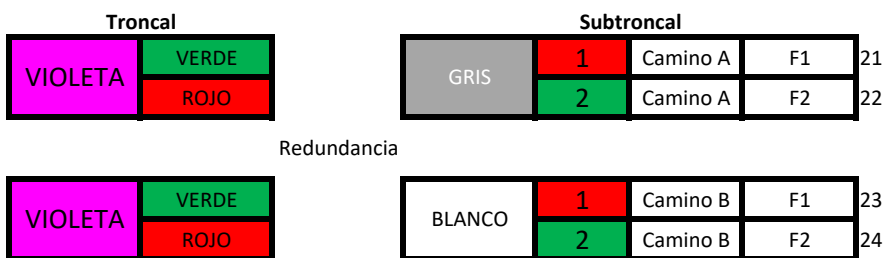 Troncal Subtroncal
VIOLETA VERDE GRIS 1 Camino A F1 21
ROJO 2 Camino A F2 22
Redundancia
VIOLETA VERDE BLANCO 1 Camino B F1 23
ROJO 2 Camino B F2 24